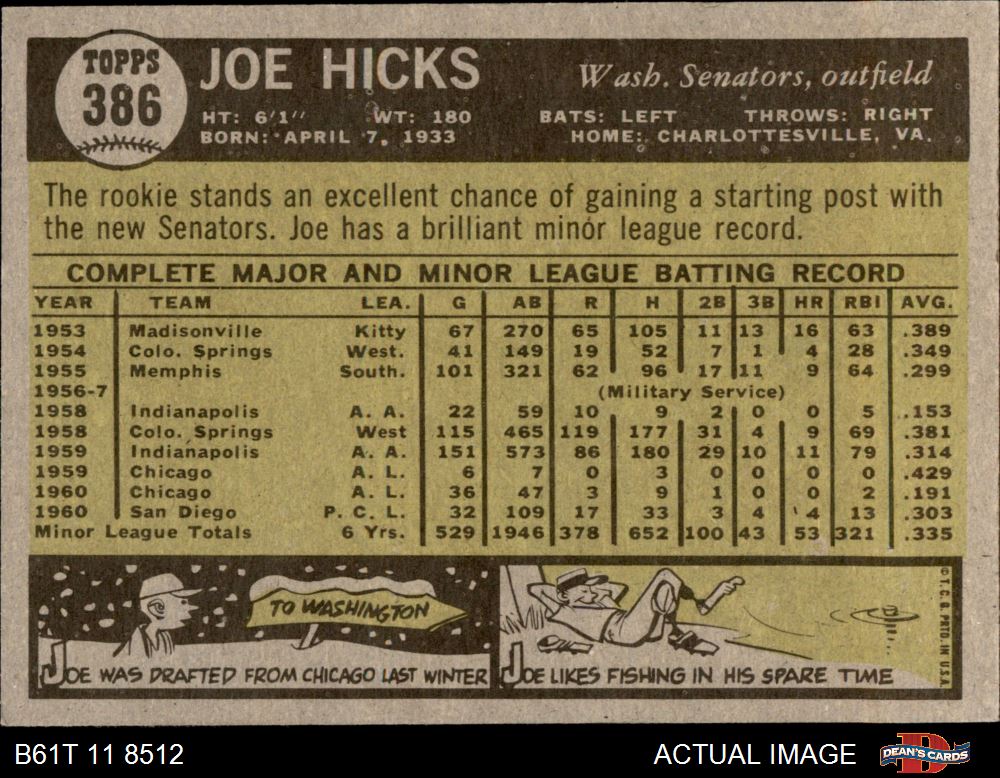 TOPPS
386
JOE HICKS
Wash. Senators, outfield
HT: 6'1" WT: 180
BATS: LEFT THROWS: RIGHT
BORN: APRIL 7, 1933
HOME: CHARLOTTESVILLE, VA.
The rookie stands an excellent chance of gaining a starting post with
the new Senators. Joe has a brilliant minor league record.
COMPLETE MAJOR AND MINOR LEAGUE BATTING RECORD
YEAR TEAM LEA. G AB R H 2B 3B HR RBI AVG.
1953 Madisonville Kitty 67 270 65 105 11 13 16 63 .389
1954 Colo. Springs West. 41 149 19 52 7 1 4 28 .349
1955 Memphis South. 101 321 62 96 17 11 9 64 .299
1956-7 (Military Service)
1958 Indianapolis A. A. 22 59 10 9 2 0 0 5 .153
1958 Colo. Springs West 115 465 119 177 31 4 9 69 .381
1959 Indianapolis A. A. 151 573 86 180 29 10 11 79 .314
1959 Chicago A. L. 6 7 0 3 0 0 0 0 .429
1960 Chicago A. L. 36 47 3 9 1 0 0 2 .191
1960 San Diego P. C. L. 32 109 17 33 3 4 4 13 .303
Minor League Totals 6 Yrs. 529 1946 378 652 100 43 53 321 .335
TO WASHINGTON
JOE WAS DRAFTED FROM CHICAGO LAST WINTER
JOE LIKES FISHING IN HIS SPARE TIME
© T. C. G. PRTD. IN U.S.A.
B61T 11 8512
ACTUAL IMAGE
DEAN'S CARDS